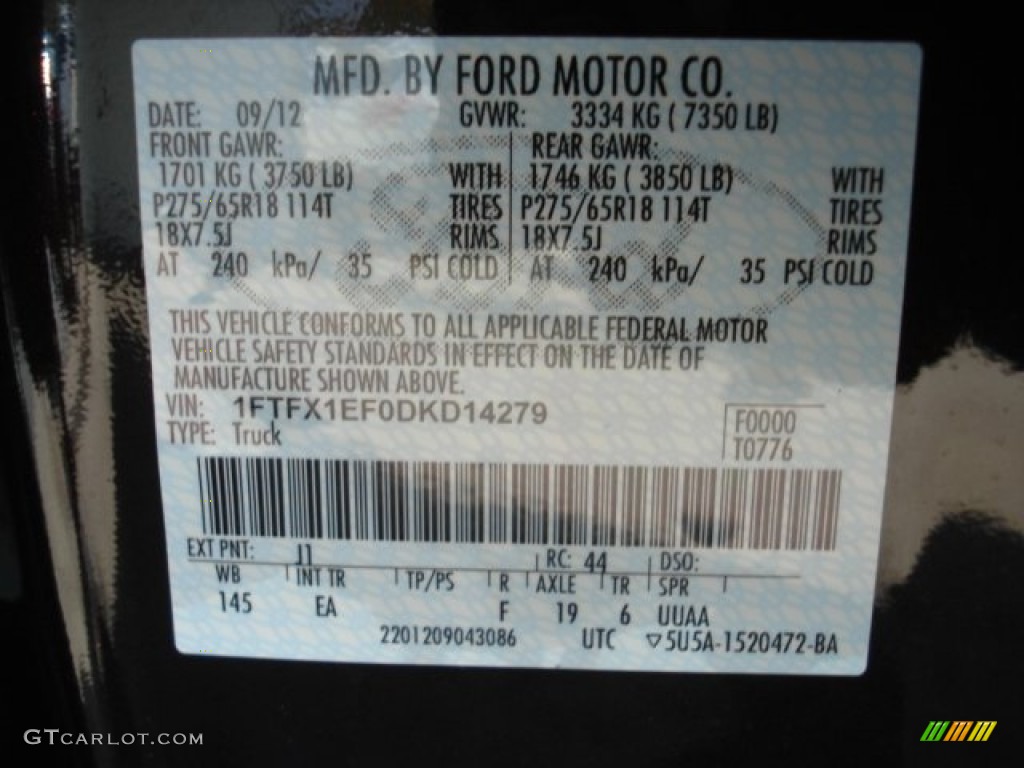 MFD. BY FORD MOTOR CO.
DATE: 09/12 GVWR: 3334 KG ( 7350 LB)
FRONT GAWR: REAR GAWR:
1701 KG ( 3750 LB) WITH 1746 KG ( 3850 LB) WITH
P275/65R18 114T TIRES P275/65R18 114T TIRES
18X7.5J RIMS 18X7.5J RIMS
AT 240 kPa/ 35 PSI COLD AT 240 kPa/ 35 PSI COLD
THIS VEHICLE CONFORMS TO ALL APPLICABLE FEDERAL MOTOR
VEHICLE SAFETY STANDARDS IN EFFECT ON THE DATE OF
MANUFACTURE SHOWN ABOVE.
VIN: 1FTFX1EF0DKD14279 F0000
TYPE: Truck T0776
EXT PNT: J1 RC: 44 DSO:
WB INT TR TP/PS R AXLE TR SPR
145 EA F 19 6 UUAA
2201209043086 UTC ▽5U5A-1520472-BA
GTCARLOT.COM